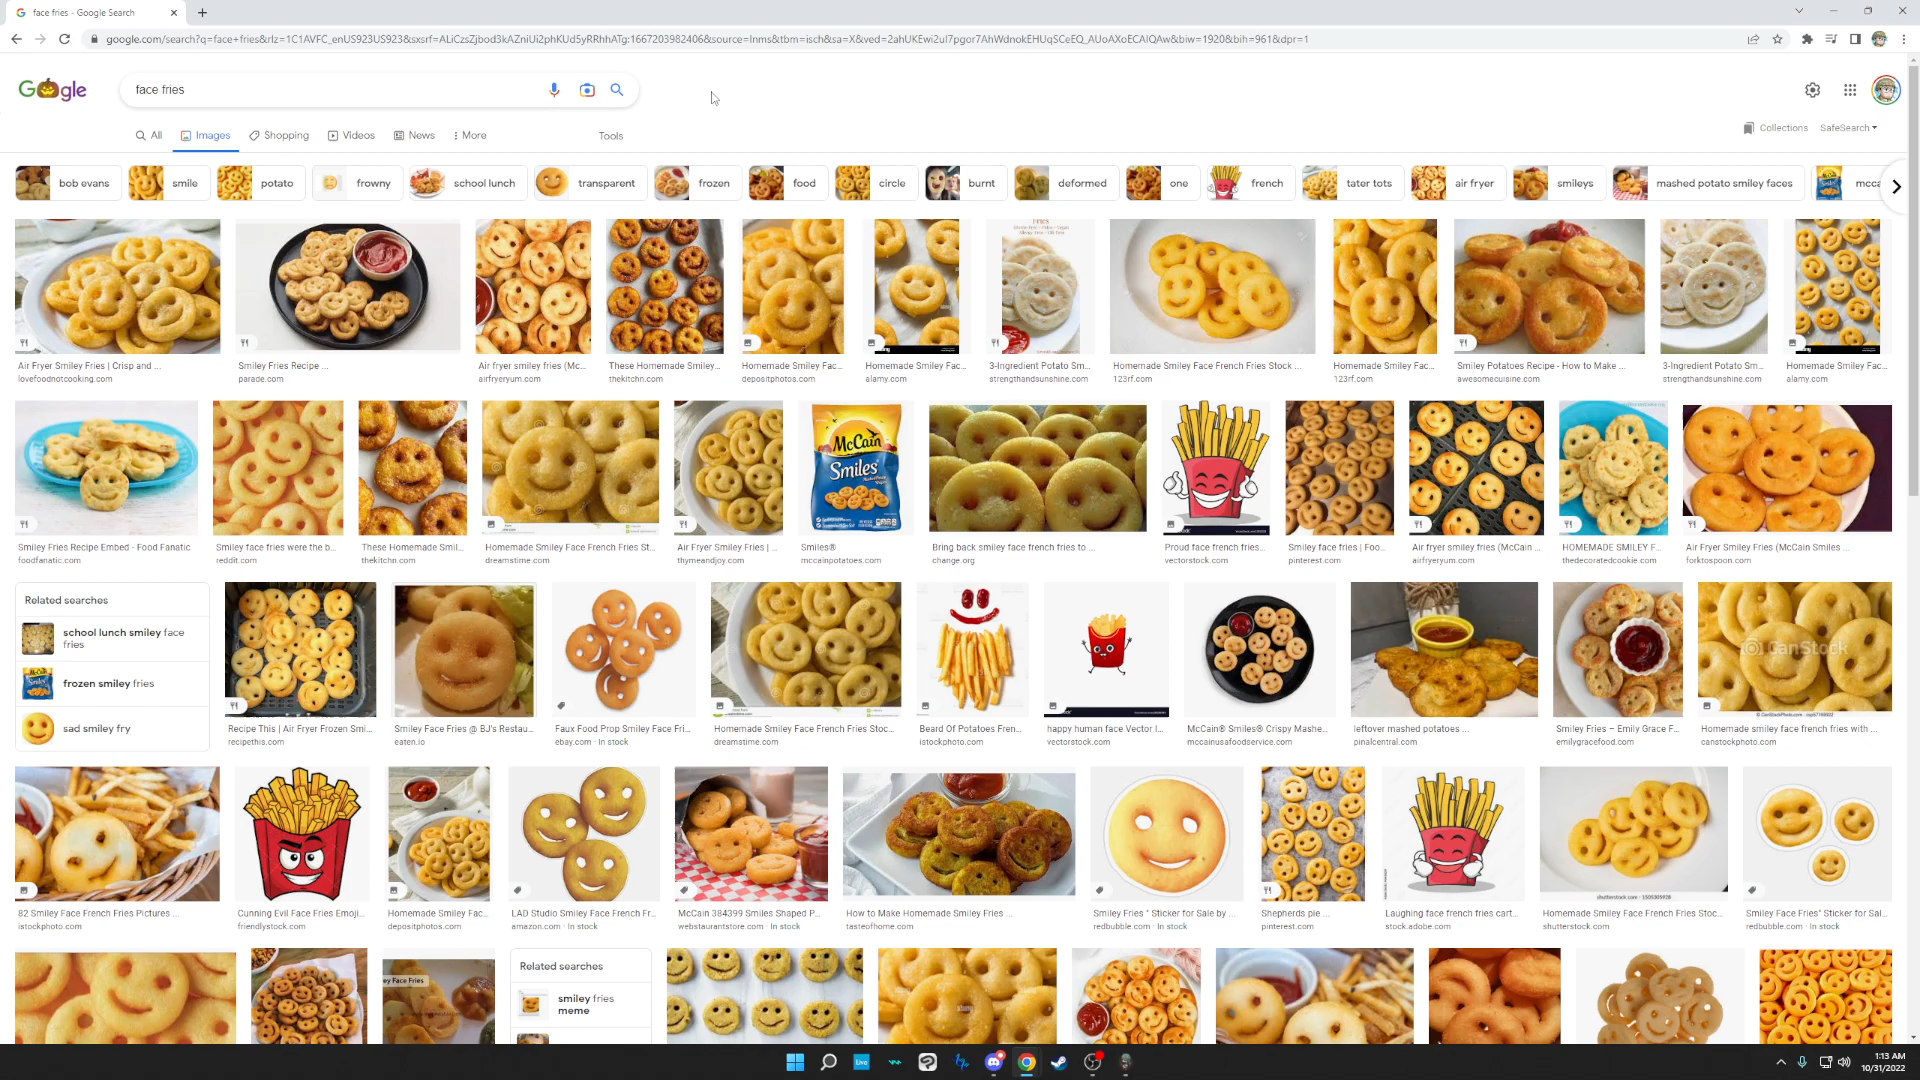 face fries - Google Search
google.com/search?q=face+fries&rlz=1C1AVFC_enUS923US923&sxsrf=ALiCzsZjbod3kAZniUi2phKUd5yRRhhATg:1667203982406&source=lnms&tbm=isch&sa=X&ved=2ahUKEwi2ul7pgor7AhWdnokEHUqSCeEQ_AUoAXoECAIQAw&biw=1920&bih=961&dpr=1
face fries
All Images Shopping Videos News More Tools
Collections SafeSearch
bob evans smile potato frowny school lunch transparent frozen food circle burnt deformed one french tater tots air fryer smileys mashed potato smiley faces mcca
Air Fryer Smiley Fries | Crisp and ...
lovefoodnotcooking.com
Smiley Fries Recipe ...
parade.com
Air fryer smiley fries (Mc...
airfryeryum.com
These Homemade Smiley...
thekitchn.com
Homemade Smiley Fac...
depositphotos.com
Homemade Smiley Fac...
alamy.com
3-Ingredient Potato Sm...
strengthandsunshine.com
Homemade Smiley Face French Fries Stock ...
123rf.com
Homemade Smiley Fac...
123rf.com
Smiley Potatoes Recipe - How to Make ...
awesomecuisine.com
3-Ingredient Potato Sm...
strengthandsunshine.com
Homemade Smiley Fac...
alamy.com
McCain
Smiles
Smiley Fries Recipe Embed - Food Fanatic
foodfanatic.com
Smiley face fries were the b...
reddit.com
These Homemade Smil...
thekitchn.com
Homemade Smiley Face French Fries St...
dreamstime.com
Air Fryer Smiley Fries | ...
thymeandjoy.com
Smiles®
mccainpotatoes.com
Bring back smiley face french fries to ...
change.org
Proud face french fries...
vectorstock.com
Smiley face fries | Foo...
pinterest.com
Air fryer smiley fries (McCain ...
airfryeryum.com
HOMEMADE SMILEY F...
thedecoratedcookie.com
Air Fryer Smiley Fries (McCain Smiles ...
forktospoon.com
Related searches
school lunch smiley face
fries
frozen smiley fries
sad smiley fry
CanStock
Recipe This | Air Fryer Frozen Smi...
recipethis.com
Smiley Face Fries @ BJ's Restau...
eaten.io
Faux Food Prop Smiley Face Fri...
ebay.com · In stock
Homemade Smiley Face French Fries Stoc...
dreamstime.com
Beard Of Potatoes Fren...
istockphoto.com
happy human face Vector I...
vectorstock.com
McCain® Smiles® Crispy Mashe...
mccainusafoodservice.com
leftover mashed potatoes ...
pinalcentral.com
Smiley Fries – Emily Grace F...
emilygracefood.com
Homemade smiley face french fries with ...
canstockphoto.com
82 Smiley Face French Fries Pictures ...
istockphoto.com
Cunning Evil Face Fries Emoji...
friendlystock.com
Homemade Smiley Fac...
depositphotos.com
LAD Studio Smiley Face French Fr...
amazon.com · In stock
McCain 384399 Smiles Shaped P...
webstaurantstore.com · In stock
How to Make Homemade Smiley Fries ...
tasteofhome.com
Smiley Fries " Sticker for Sale by ...
redbubble.com · In stock
Shepherds pie ...
pinterest.com
Laughing face french fries cart...
stock.adobe.com
Homemade Smiley Face French Fries Stoc...
shutterstock.com
Smiley Face Fries" Sticker for Sal...
redbubble.com · In stock
ey Face Fries
Related searches
smiley fries
meme
Live
1:13 AM
10/31/2022